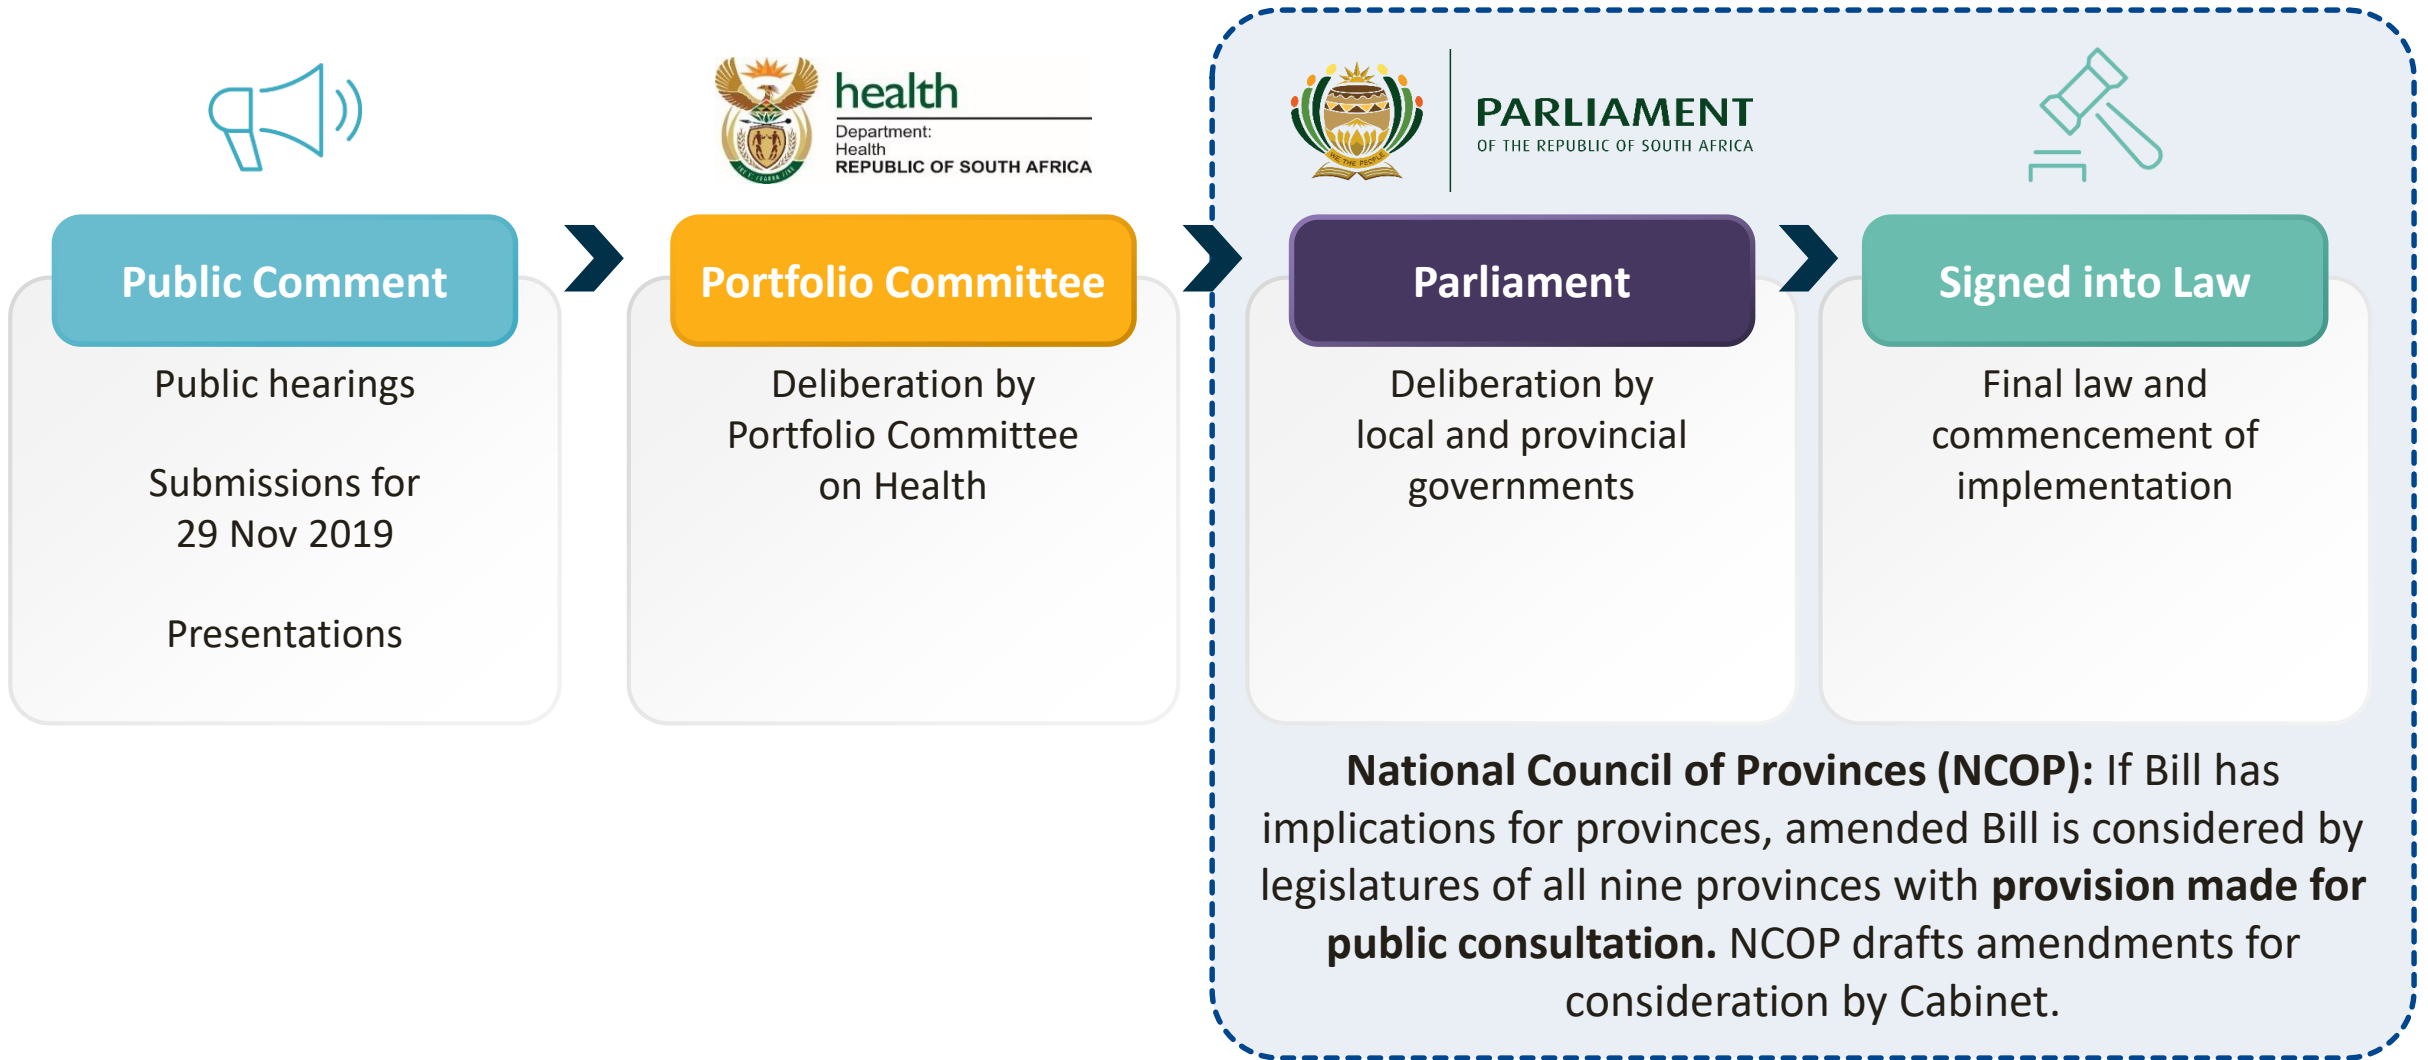 health
Department:
Health
REPUBLIC OF SOUTH AFRICA
PARLIAMENT
OF THE REPUBLIC OF SOUTH AFRICA
WE THE PEOPLE
Public Comment
Public hearings
Submissions for
29 Nov 2019
Presentations
Portfolio Committee
Deliberation by
Portfolio Committee
on Health
Parliament
Deliberation by
local and provincial
governments
Signed into Law
Final law and
commencement of
implementation
National Council of Provinces (NCOP): If Bill has
implications for provinces, amended Bill is considered by
legislatures of all nine provinces with provision made for
public consultation. NCOP drafts amendments for
consideration by Cabinet.